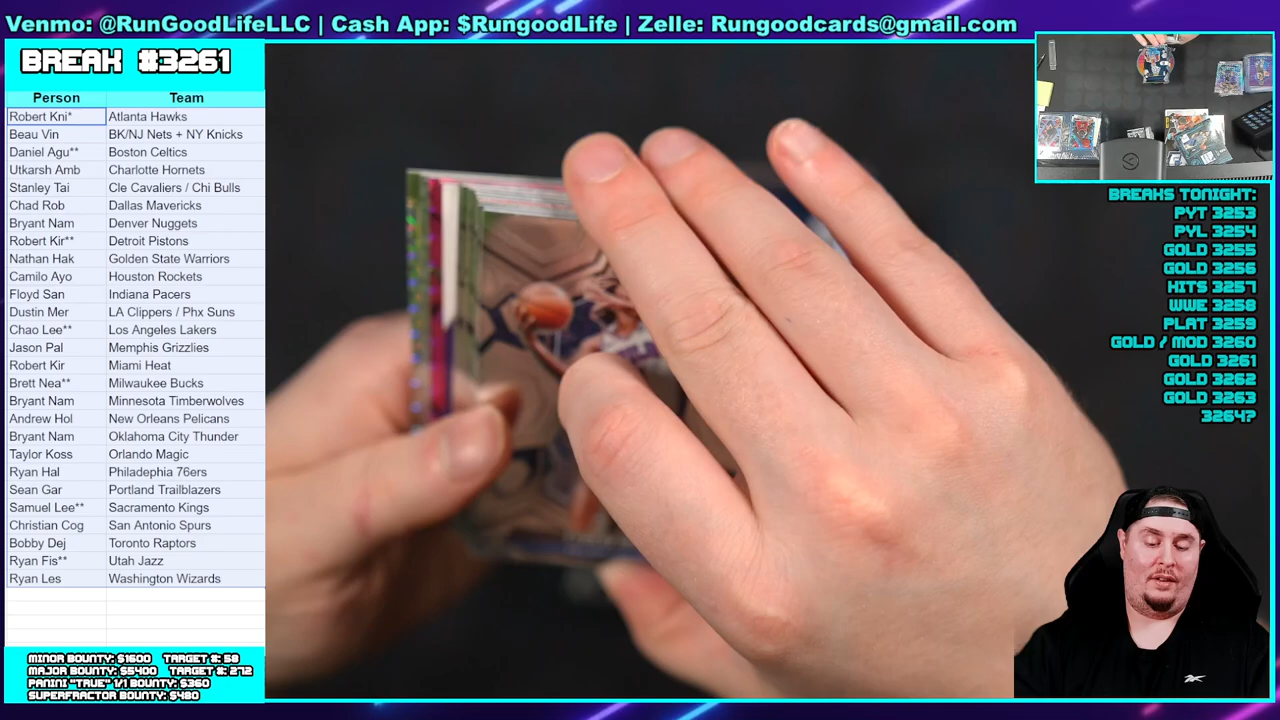 Venmo: @RunGoodLifeLLC | Cash App: $RungoodLife | Zelle: Rungoodcards@gmail.com
BREAK #3261
Person Team
Robert Kni* Atlanta Hawks
Beau Vin BK/NJ Nets + NY Knicks
Daniel Agu** Boston Celtics
Utkarsh Amb Charlotte Hornets
Stanley Tai Cle Cavaliers / Chi Bulls
Chad Rob Dallas Mavericks
Bryant Nam Denver Nuggets
Robert Kir** Detroit Pistons
Nathan Hak Golden State Warriors
Camilo Ayo Houston Rockets
Floyd San Indiana Pacers
Dustin Mer LA Clippers / Phx Suns
Chao Lee** Los Angeles Lakers
Jason Pal Memphis Grizzlies
Robert Kir Miami Heat
Brett Nea** Milwaukee Bucks
Bryant Nam Minnesota Timberwolves
Andrew Hol New Orleans Pelicans
Bryant Nam Oklahoma City Thunder
Taylor Koss Orlando Magic
Ryan Hal Philadephia 76ers
Sean Gar Portland Trailblazers
Samuel Lee** Sacramento Kings
Christian Cog San Antonio Spurs
Bobby Dej Toronto Raptors
Ryan Fis** Utah Jazz
Ryan Les Washington Wizards
MINOR BOUNTY: $1600 TARGET #: 58
MAJOR BOUNTY: $5400 TARGET #: 272
PANINI "TRUE" 1/1 BOUNTY: $360
SUPERFRACTOR BOUNTY: $480
BREAKS TONIGHT:
PYT 3253
PYL 3254
GOLD 3255
GOLD 3256
HITS 3257
WWE 3258
PLAT 3259
GOLD / MOD 3260
GOLD 3261
GOLD 3262
GOLD 3263
3264?